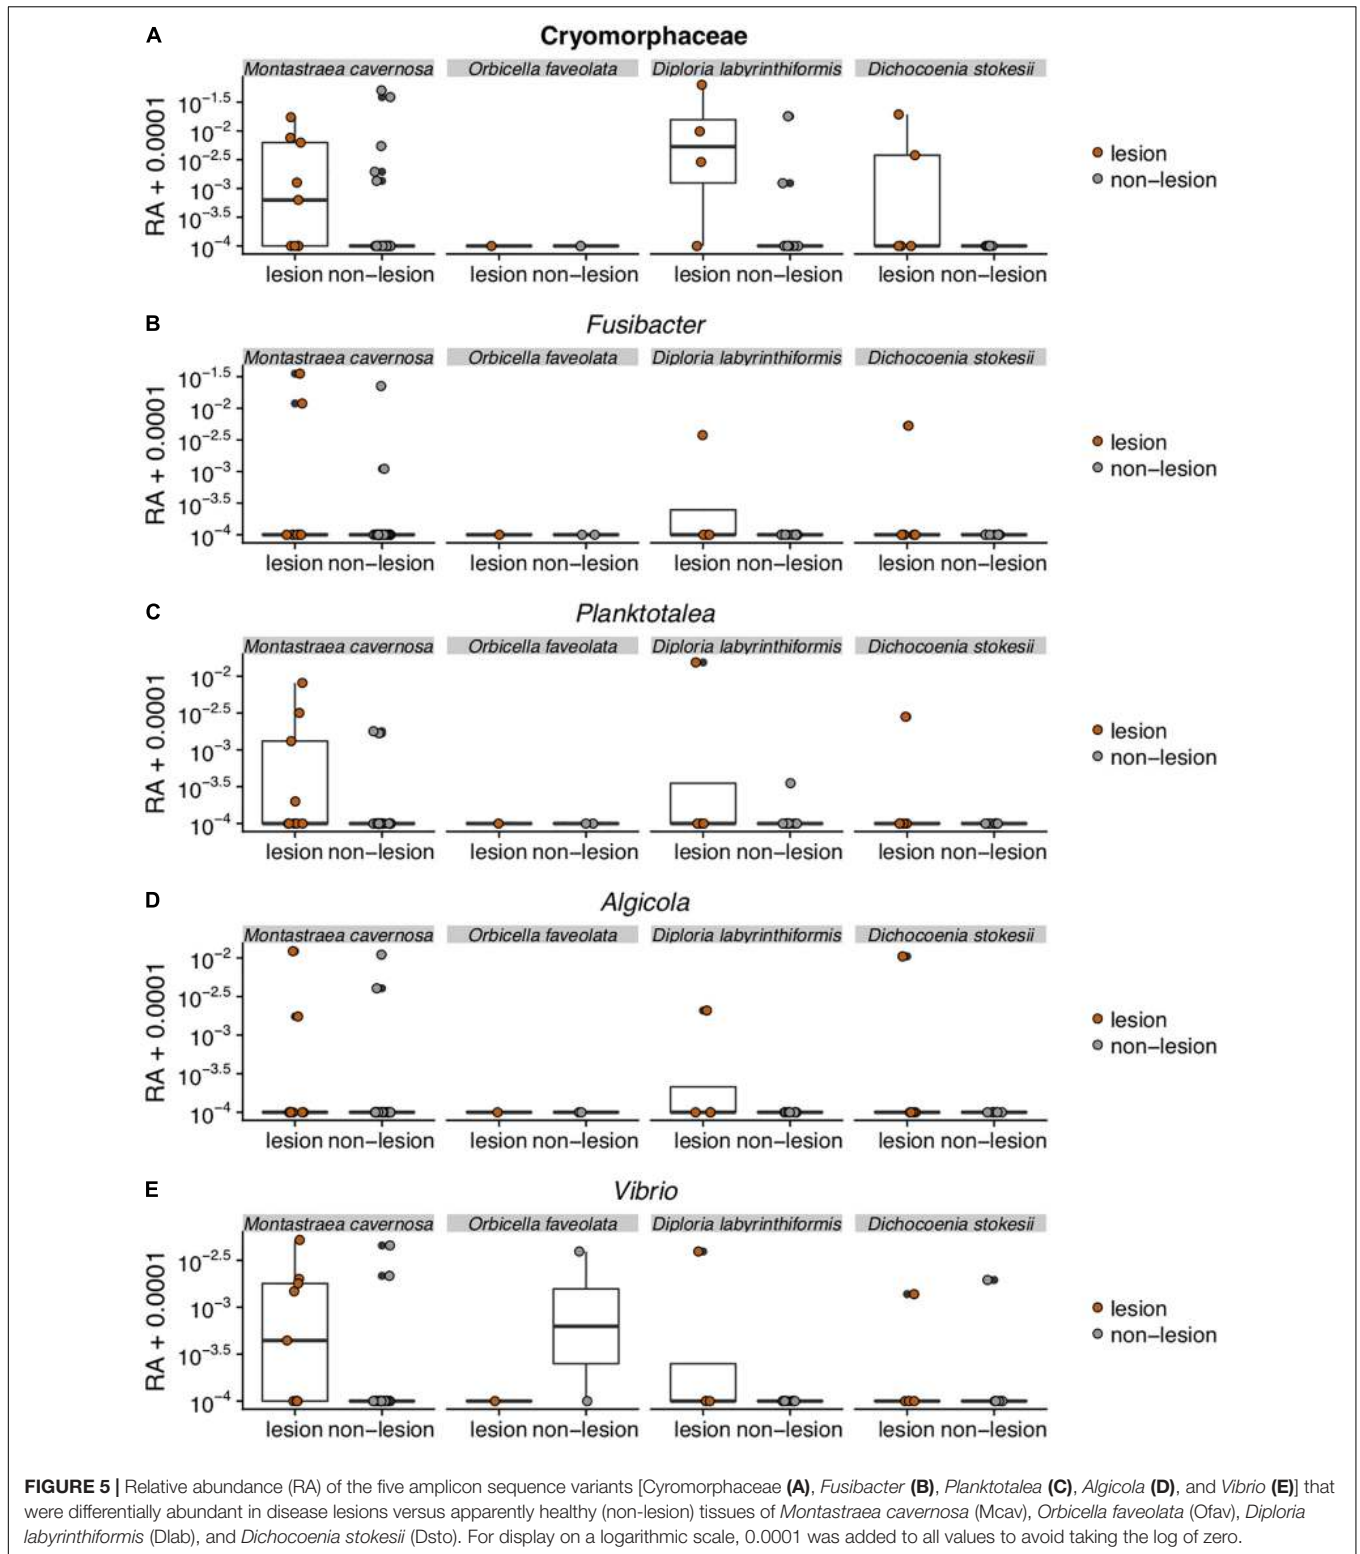 A
Cryomorphaceae
Montastraea cavernosa Orbicella faveolata Diploria labyrinthiformis Dichocoenia stokesii
RA + 0.0001
10−1.5
10−2
10−2.5
10−3
10−3.5
10−4
lesion non−lesion lesion non−lesion lesion non−lesion lesion non−lesion
lesion
non−lesion
B
Fusibacter
Montastraea cavernosa Orbicella faveolata Diploria labyrinthiformis Dichocoenia stokesii
RA + 0.0001
10−1.5
10−2
10−2.5
10−3
10−3.5
10−4
lesion non−lesion lesion non−lesion lesion non−lesion lesion non−lesion
lesion
non−lesion
C
Planktotalea
Montastraea cavernosa Orbicella faveolata Diploria labyrinthiformis Dichocoenia stokesii
RA + 0.0001
10−2
10−2.5
10−3
10−3.5
10−4
lesion non−lesion lesion non−lesion lesion non−lesion lesion non−lesion
lesion
non−lesion
D
Algicola
Montastraea cavernosa Orbicella faveolata Diploria labyrinthiformis Dichocoenia stokesii
RA + 0.0001
10−2
10−2.5
10−3
10−3.5
10−4
lesion non−lesion lesion non−lesion lesion non−lesion lesion non−lesion
lesion
non−lesion
E
Vibrio
Montastraea cavernosa Orbicella faveolata Diploria labyrinthiformis Dichocoenia stokesii
RA + 0.0001
10−2.5
10−3
10−3.5
10−4
lesion non−lesion lesion non−lesion lesion non−lesion lesion non−lesion
lesion
non−lesion
FIGURE 5 | Relative abundance (RA) of the five amplicon sequence variants [Cyromorphaceae (A), Fusibacter (B), Planktotalea (C), Algicola (D), and Vibrio (E)] that
were differentially abundant in disease lesions versus apparently healthy (non-lesion) tissues of Montastraea cavernosa (Mcav), Orbicella faveolata (Ofav), Diploria
labyrinthiformis (Dlab), and Dichocoenia stokesii (Dsto). For display on a logarithmic scale, 0.0001 was added to all values to avoid taking the log of zero.